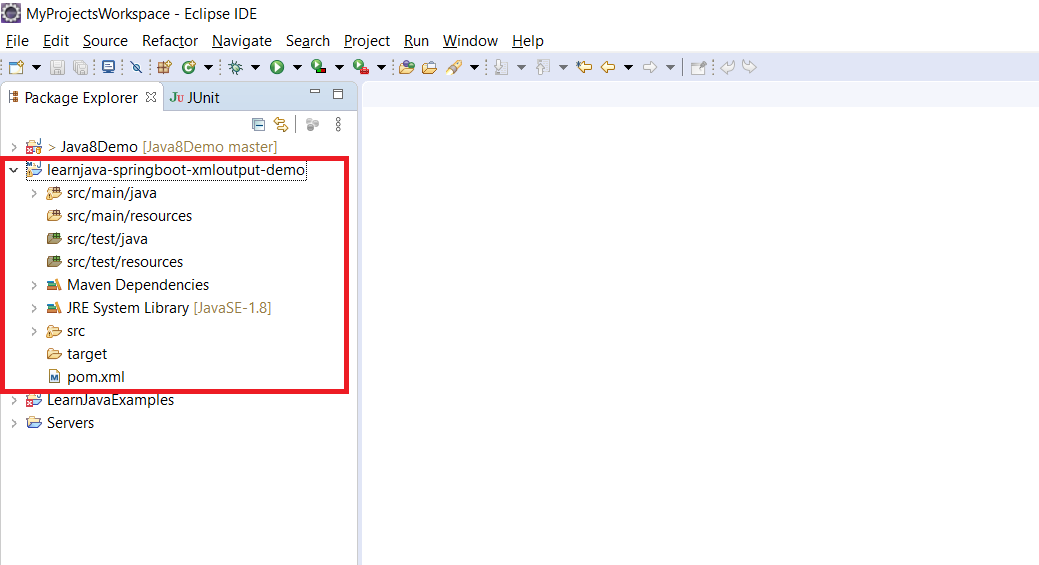 MyProjectsWorkspace - Eclipse IDE
File Edit Source Refactor Navigate Search Project Run Window Help
Package Explorer JUnit
> Java8Demo [Java8Demo master]
learnjava-springboot-xmloutput-demo
src/main/java
src/main/resources
src/test/java
src/test/resources
Maven Dependencies
JRE System Library [JavaSE-1.8]
src
target
pom.xml
LearnJavaExamples
Servers